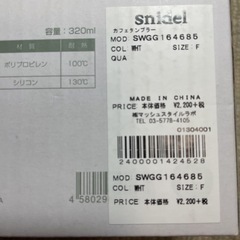 容量：320ml
ポリプロピレン 100℃
シリコン 130℃
snidel
カフェタンブラー
MOD SWGG164685
COL WHT SIZE: F
QUA
MADE IN CHINA
PRICE 本体価格 ¥2,200+税
㈱マッシュスタイルラボ
TEL 03-5778-4105
01304001
2400001424528
MOD SWGG164685
COL WHT SIZE: F
PRICE 本体価格 ¥2,200+税
4 58029